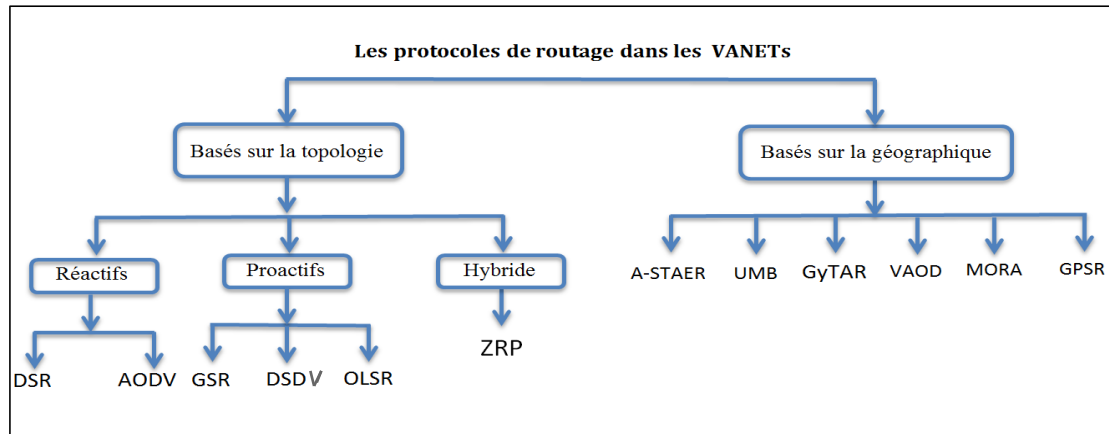 Les protocoles de routage dans les VANETs
Basés sur la topologie
Basés sur la géographique
Réactifs
Proactifs
Hybride
A-STAER
UMB
GyTAR
VAOD
MORA
GPSR
ZRP
DSR
AODV
GSR
DSDV
OLSR